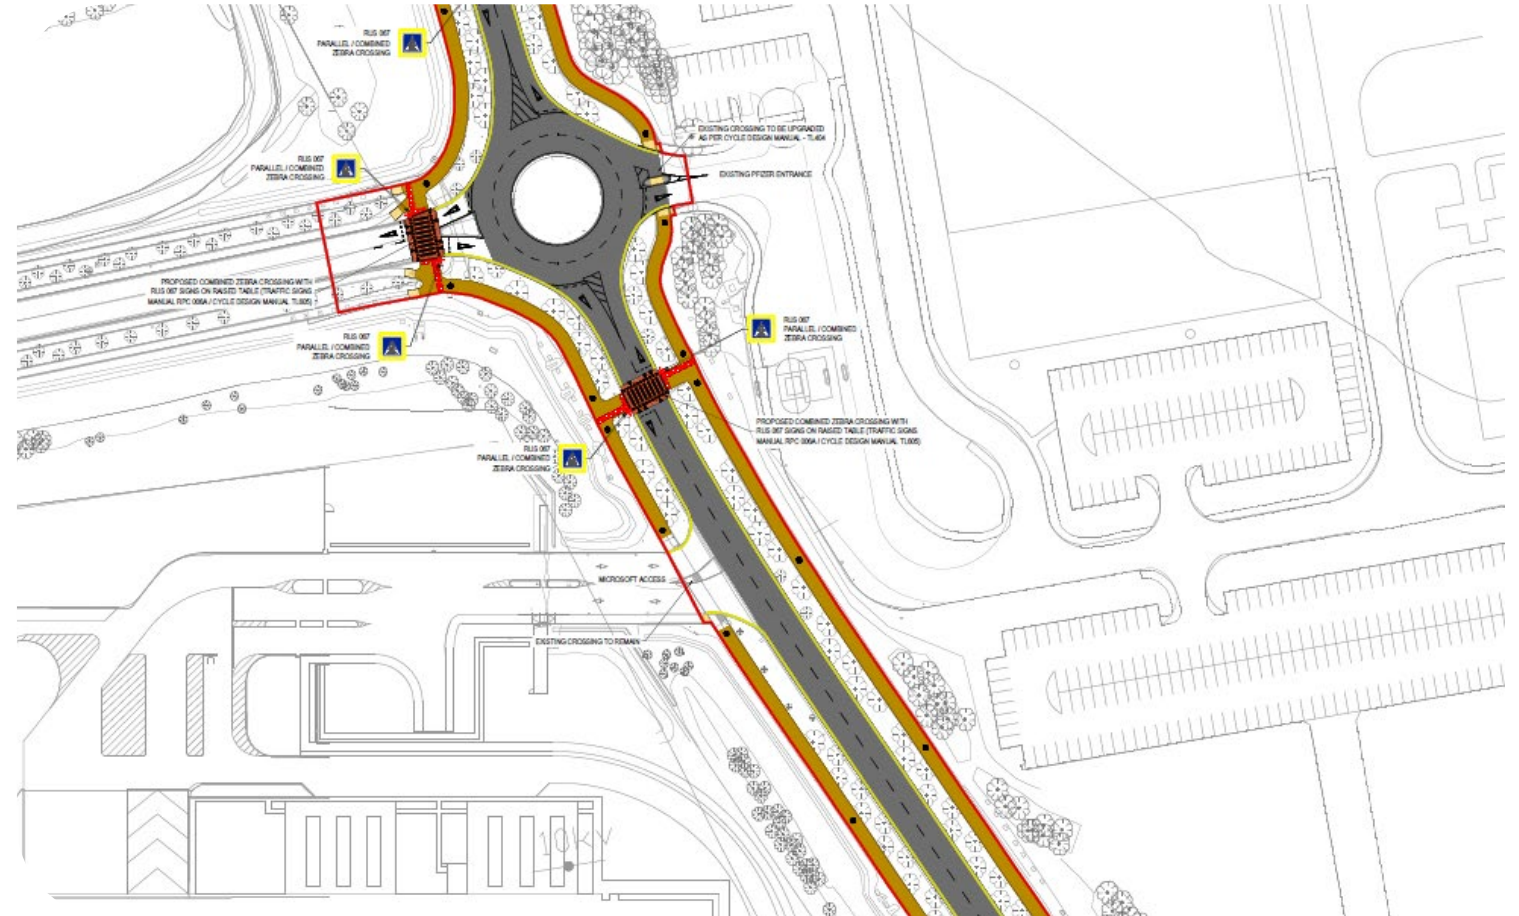 RUS 067
PARALLEL / COMBINED
ZEBRA CROSSING
EXISTING CROSSING TO BE UPGRADED
AS PER CYCLE DESIGN MANUAL - TL404
RUS 067
PARALLEL / COMBINED
ZEBRA CROSSING
EXISTING PFIZER ENTRANCE
PROPOSED COMBINED ZEBRA CROSSING WITH
RUS 067 SIGNS ON RAISED TABLE (TRAFFIC SIGNS
MANUAL RPC 006A / CYCLE DESIGN MANUAL TL605)
RUS 067
PARALLEL / COMBINED
ZEBRA CROSSING
RUS 067
PARALLEL / COMBINED
ZEBRA CROSSING
PROPOSED COMBINED ZEBRA CROSSING WITH
RUS 067 SIGNS ON RAISED TABLE (TRAFFIC SIGNS
MANUAL RPC 006A / CYCLE DESIGN MANUAL TL605)
RUS 067
PARALLEL / COMBINED
ZEBRA CROSSING
MICROSOFT ACCESS
EXISTING CROSSING TO REMAIN
10KV